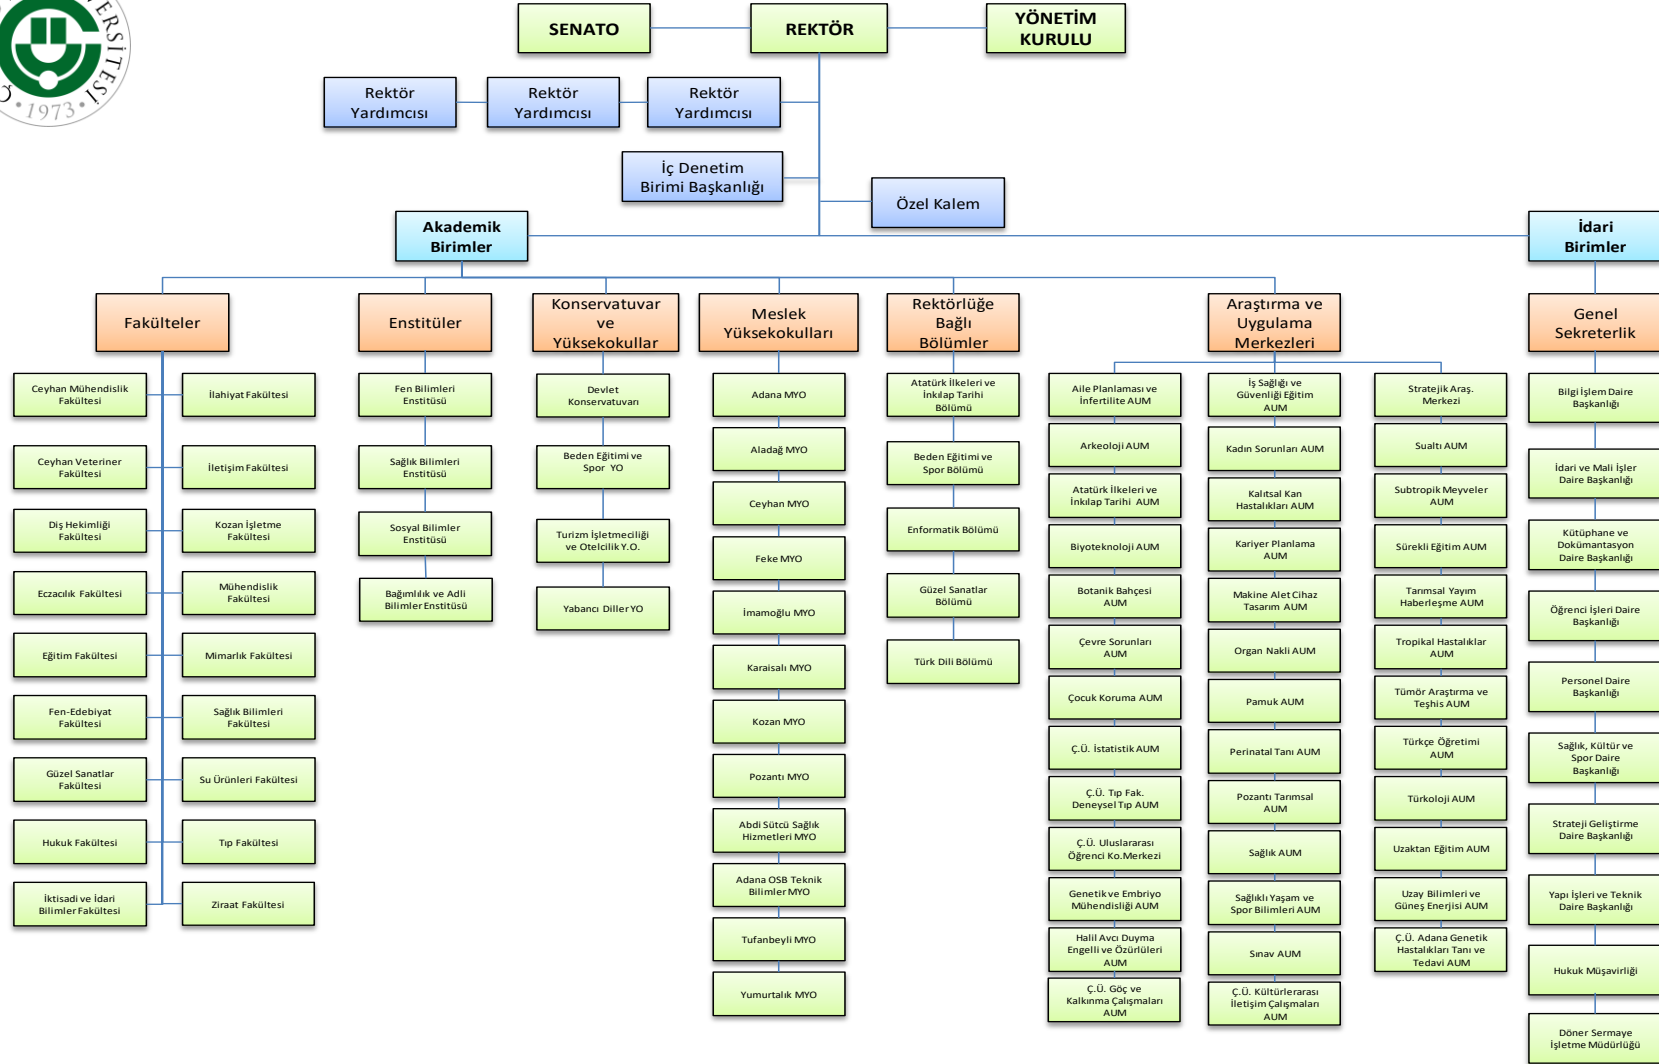 ERSİTESİ
1973
SENATO
REKTÖR
YÖNETİM
KURULU
Rektör
Yardımcısı
Rektör
Yardımcısı
Rektör
Yardımcısı
İç Denetim
Birimi Başkanlığı
Özel Kalem
Akademik
Birimler
İdari
Birimler
Fakülteler
Enstitüler
Konservatuvar
ve
Yüksekokullar
Meslek
Yüksekokulları
Rektörlüğe
Bağlı
Bölümler
Araştırma ve
Uygulama
Merkezleri
Genel
Sekreterlik
Ceyhan Mühendislik
Fakültesi
Ceyhan Veteriner
Fakültesi
Diş Hekimliği
Fakültesi
Eczacılık Fakültesi
Eğitim Fakültesi
Fen-Edebiyat
Fakültesi
Güzel Sanatlar
Fakültesi
Hukuk Fakültesi
İktisadi ve İdari
Bilimler Fakültesi
İlahiyat Fakültesi
İletişim Fakültesi
Kozan İşletme
Fakültesi
Mühendislik
Fakültesi
Mimarlık Fakültesi
Sağlık Bilimleri
Fakültesi
Su Ürünleri Fakültesi
Tıp Fakültesi
Ziraat Fakültesi
Fen Bilimleri
Enstitüsü
Sağlık Bilimleri
Enstitüsü
Sosyal Bilimler
Enstitüsü
Bağımlılık ve Adli
Bilimler Enstitüsü
Devlet
Konservatuvarı
Beden Eğitimi ve
Spor YO
Turizm İşletmeciliği
ve Otelcilik Y.O.
Yabancı Diller YO
Adana MYO
Aladağ MYO
Ceyhan MYO
Feke MYO
İmamoğlu MYO
Karaisalı MYO
Kozan MYO
Pozantı MYO
Abdi Sütcü Sağlık
Hizmetleri MYO
Adana OSB Teknik
Bilimler MYO
Tufanbeyli MYO
Yumurtalık MYO
Atatürk İlkeleri ve
İnkılap Tarihi
Bölümü
Beden Eğitimi ve
Spor Bölümü
Enformatik Bölümü
Güzel Sanatlar
Bölümü
Türk Dili Bölümü
Aile Planlaması ve
İnfertilite AUM
Arkeoloji AUM
Atatürk İlkeleri ve
İnkılap Tarihi AUM
Biyoteknoloji AUM
Botanik Bahçesi
AUM
Çevre Sorunları
AUM
Çocuk Koruma AUM
Ç.Ü. İstatistik AUM
Ç.Ü. Tıp Fak.
Deneysel Tıp AUM
Ç.Ü. Uluslararası
Öğrenci Ko.Merkezi
Genetik ve Embriyo
Mühendisliği AUM
Halil Avcı Duyma
Engelli ve Özürlüleri
AUM
Ç.Ü. Göç ve
Kalkınma Çalışmaları
AUM
İş Sağlığı ve
Güvenliği Eğitim
AUM
Kadın Sorunları AUM
Kalıtsal Kan
Hastalıkları AUM
Kariyer Planlama
AUM
Makine Alet Cihaz
Tasarım AUM
Organ Nakli AUM
Pamuk AUM
Perinatal Tanı AUM
Pozantı Tarımsal
AUM
Sağlık AUM
Sağlıklı Yaşam ve
Spor Bilimleri AUM
Sınav AUM
Ç.Ü. Kültürlerarası
İletişim Çalışmaları
AUM
Stratejik Araş.
Merkezi
Sualtı AUM
Subtropik Meyveler
AUM
Sürekli Eğitim AUM
Tarımsal Yayım
Haberleşme AUM
Tropikal Hastalıklar
AUM
Tümör Araştırma ve
Teşhis AUM
Türkçe Öğretimi
AUM
Türkoloji AUM
Uzaktan Eğitim AUM
Uzay Bilimleri ve
Güneş Enerjisi AUM
Ç.Ü. Adana Genetik
Hastalıkları Tanı ve
Tedavi AUM
Bilgi İşlem Daire
Başkanlığı
İdari ve Mali İşler
Daire Başkanlığı
Kütüphane ve
Dokümantasyon
Daire Başkanlığı
Öğrenci İşleri Daire
Başkanlığı
Personel Daire
Başkanlığı
Sağlık, Kültür ve
Spor Daire
Başkanlığı
Strateji Geliştirme
Daire Başkanlığı
Yapı İşleri ve Teknik
Daire Başkanlığı
Hukuk Müşavirliği
Döner Sermaye
İşletme Müdürlüğü